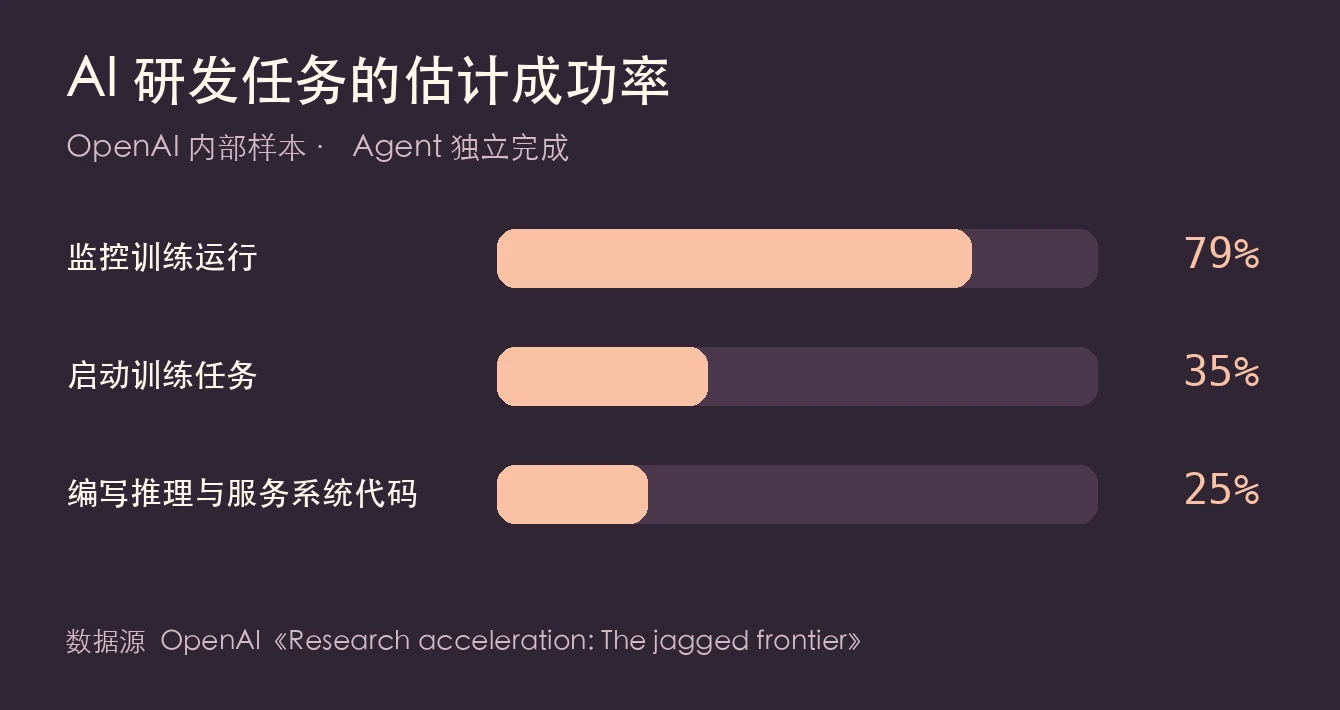 AI 研发任务的估计成功率
OpenAI 内部样本 · Agent 独立完成
监控训练运行 79%
启动训练任务 35%
编写推理与服务系统代码 25%
数据源 OpenAI《Research acceleration: The jagged frontier》